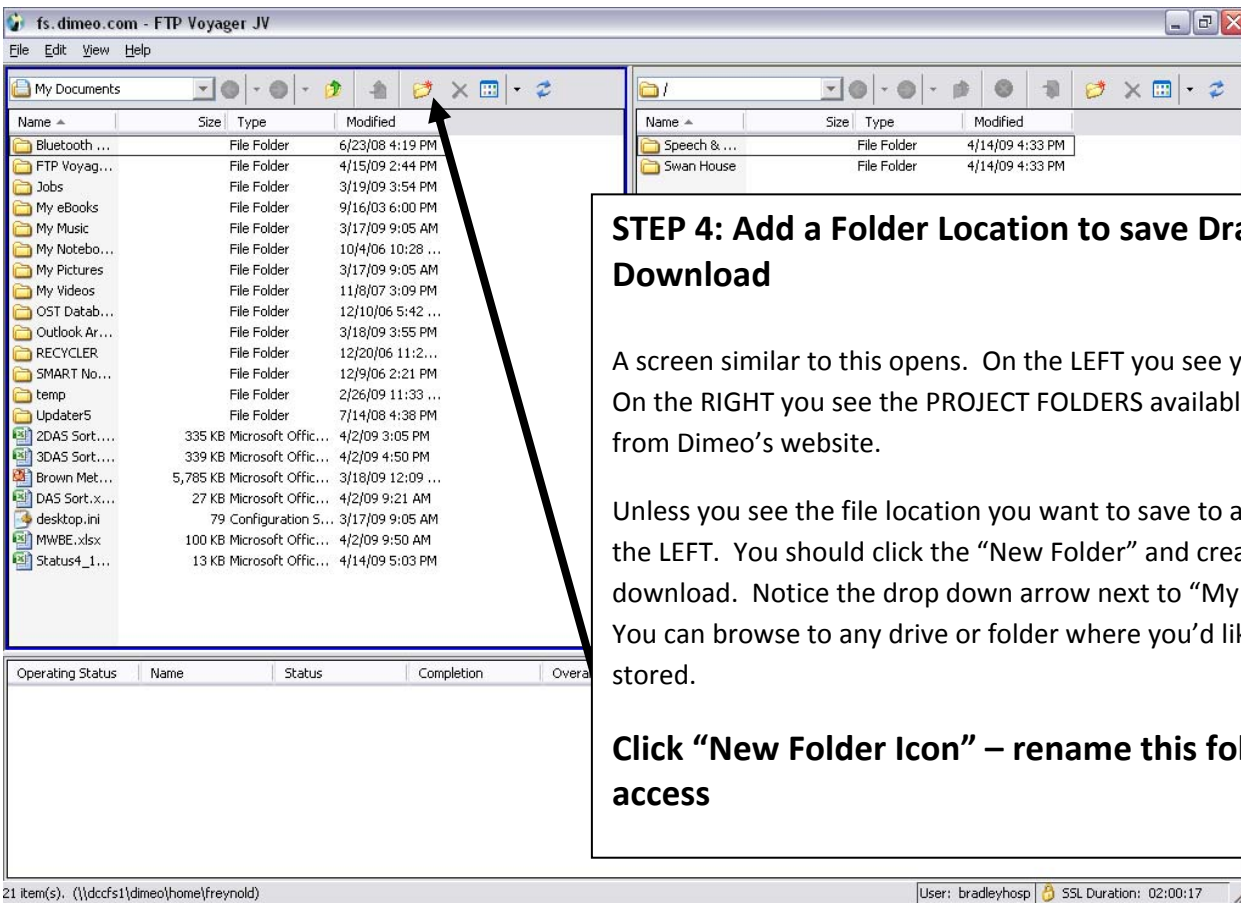 fs.dimeo.com - FTP Voyager JV
File Edit View Help
My Documents
Name Size Type Modified
Bluetooth ... File Folder 6/23/08 4:19 PM
FTP Voyag... File Folder 4/15/09 2:44 PM
Jobs File Folder 3/19/09 3:54 PM
My eBooks File Folder 9/16/03 6:00 PM
My Music File Folder 3/17/09 9:05 AM
My Notebo... File Folder 10/4/06 10:28 ...
My Pictures File Folder 3/17/09 9:05 AM
My Videos File Folder 11/8/07 3:09 PM
OST Datab... File Folder 12/10/06 5:42 ...
Outlook Ar... File Folder 3/18/09 3:55 PM
RECYCLER File Folder 12/20/06 11:2...
SMART No... File Folder 12/9/06 2:21 PM
temp File Folder 2/26/09 11:33 ...
Updater5 File Folder 7/14/08 4:38 PM
2DAS Sort.... 335 KB Microsoft Offic... 4/2/09 3:05 PM
3DAS Sort.... 339 KB Microsoft Offic... 4/2/09 4:50 PM
Brown Met... 5,785 KB Microsoft Offic... 3/18/09 12:09 ...
DAS Sort.x... 27 KB Microsoft Offic... 4/2/09 9:21 AM
desktop.ini 79 Configuration S... 3/17/09 9:05 AM
MWBE.xlsx 100 KB Microsoft Offic... 4/2/09 9:50 AM
Status4_1... 13 KB Microsoft Offic... 4/14/09 5:03 PM
/
Name Size Type Modified
Speech & ... File Folder 4/14/09 4:33 PM
Swan House File Folder 4/14/09 4:33 PM
STEP 4: Add a Folder Location to save Dra
Download
A screen similar to this opens. On the LEFT you see y
On the RIGHT you see the PROJECT FOLDERS availabl
from Dimeo's website.
Unless you see the file location you want to save to a
the LEFT. You should click the "New Folder" and crea
download. Notice the drop down arrow next to "My
You can browse to any drive or folder where you'd lik
stored.
Click "New Folder Icon" – rename this fol
access
Operating Status Name Status Completion Overa
21 item(s). (\\dccfs1\dimeo\home\freynold)
User: bradleyhosp SSL Duration: 02:00:17